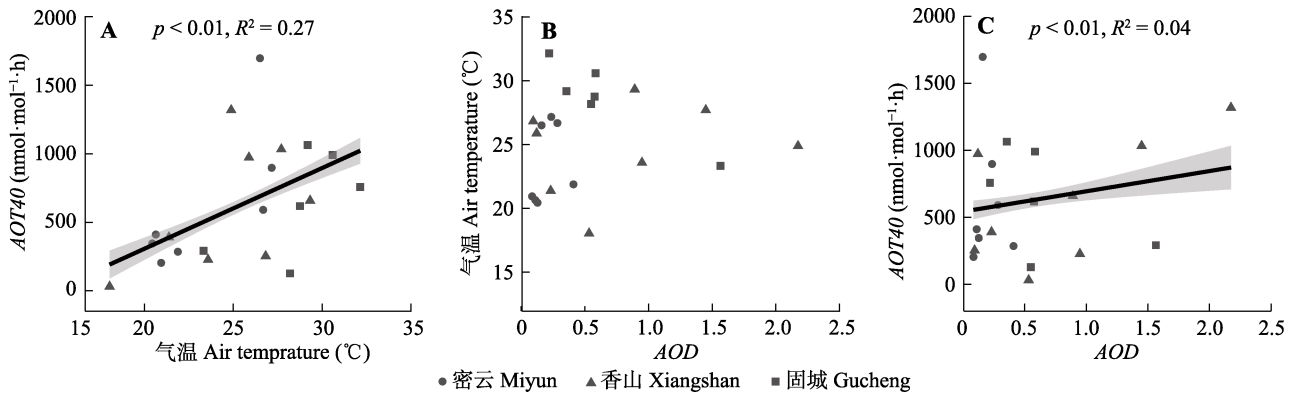 A
p < 0.01, R² = 0.27
AOT40 (nmol·mol⁻¹·h)
2000
1500
1000
500
0
15
20
25
30
35
气温 Air temprature (℃)
B
气温 Air temperature (℃)
35
30
25
20
15
0
0.5
1.0
1.5
2.0
2.5
AOD
C
p < 0.01, R² = 0.04
AOT40 (nmol·mol⁻¹·h)
2000
1500
1000
500
0
0
0.5
1.0
1.5
2.0
2.5
AOD
密云 Miyun 香山 Xiangshan 固城 Gucheng